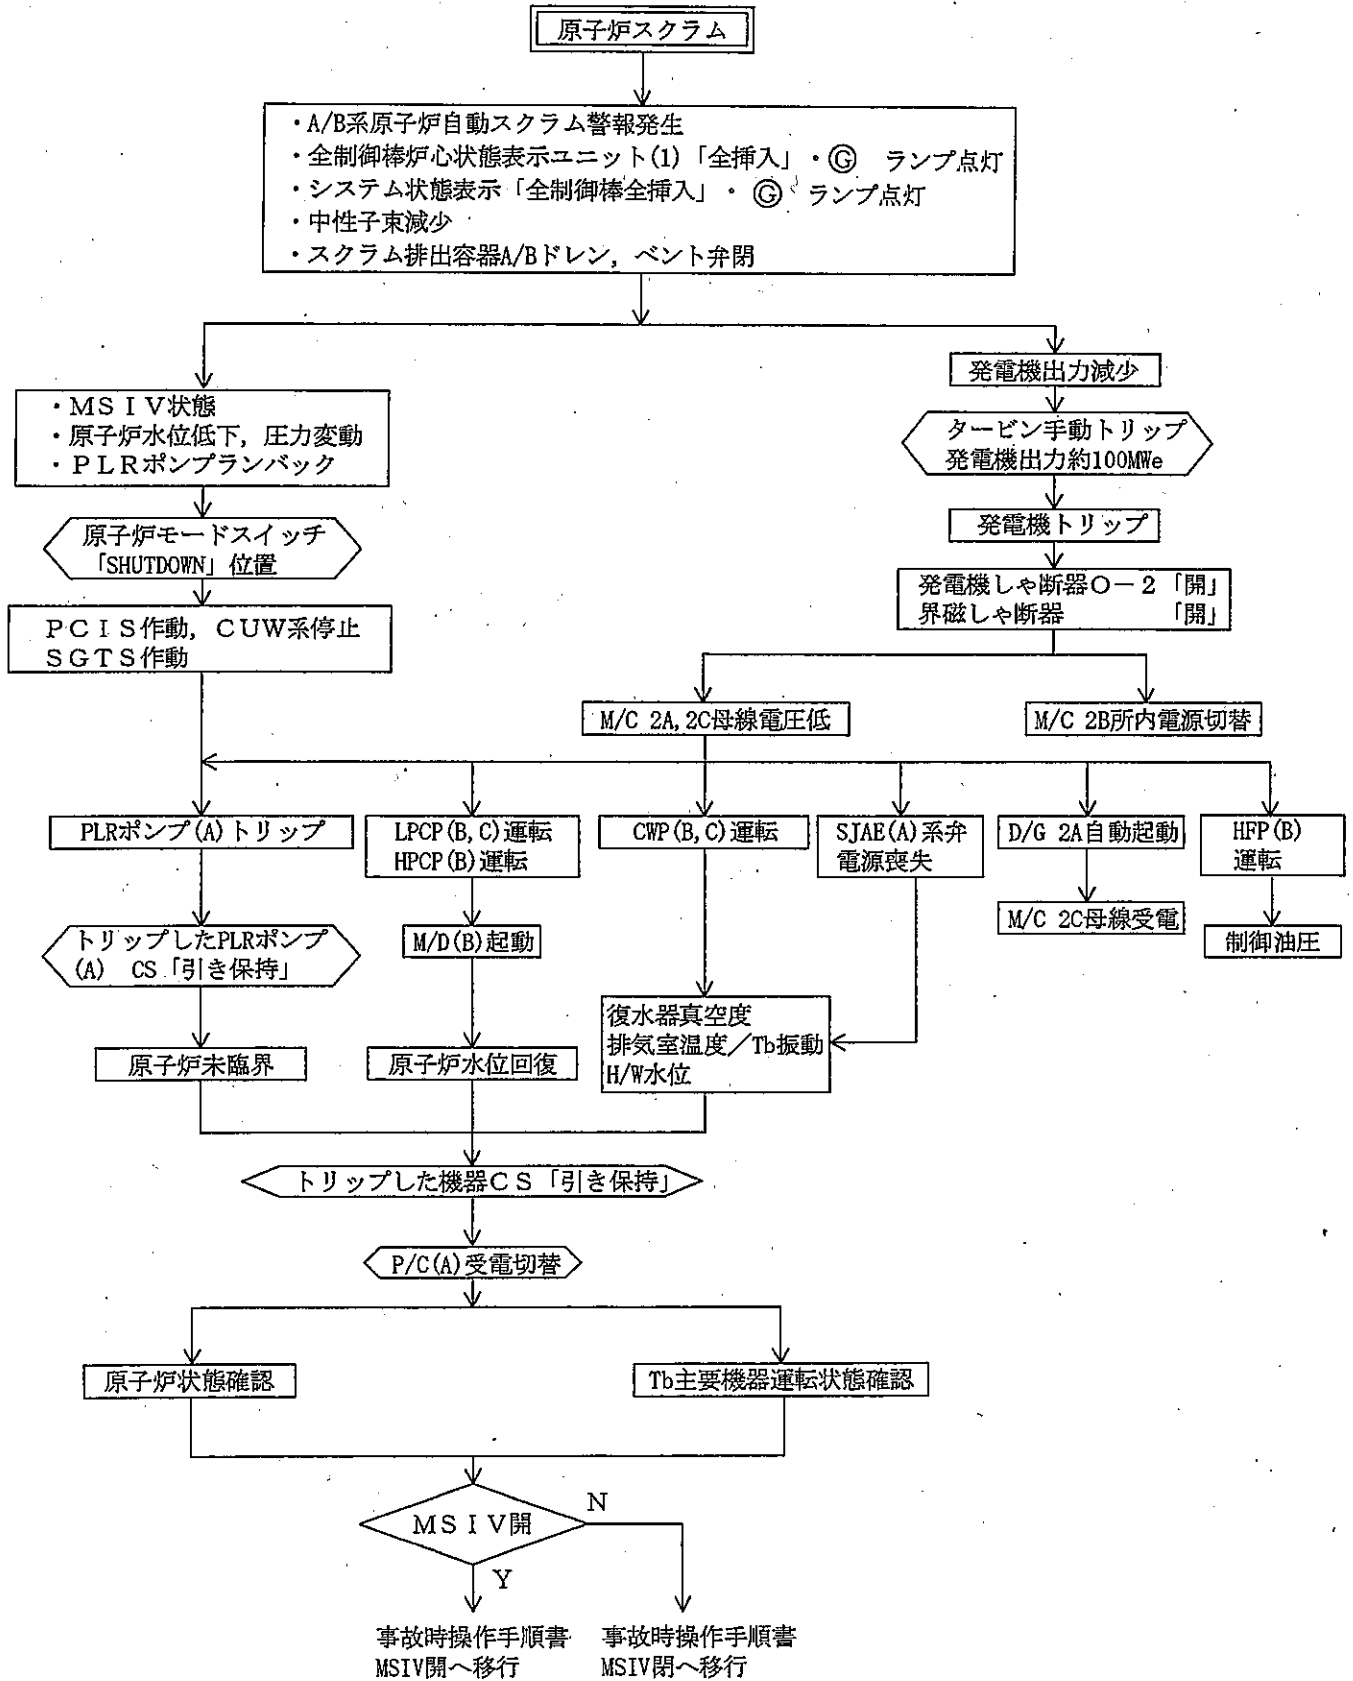 原子炉スクラム
・A/B系原子炉自動スクラム警報発生
・全制御棒炉心状態表示ユニット(1)「全挿入」・Ⓖ ランプ点灯
・システム状態表示「全制御棒全挿入」・Ⓖ ランプ点灯
・中性子束減少
・スクラム排出容器A/Bドレン，ベント弁閉
・ＭＳＩＶ状態
・原子炉水位低下，圧力変動
・ＰＬＲポンプランバック
原子炉モードスイッチ
「SHUTDOWN」位置
ＰＣＩＳ作動，ＣＵＷ系停止
ＳＧＴＳ作動
発電機出力減少
タービン手動トリップ
発電機出力約100MWe
発電機トリップ
発電機しゃ断器Ｏ－２「開」
界磁しゃ断器 「開」
M/C 2A,2C母線電圧低
M/C 2B所内電源切替
PLRポンプ(A)トリップ
LPCP(B,C)運転
HPCP(B)運転
CWP(B,C)運転
SJAE(A)系弁
電源喪失
D/G 2A自動起動
HFP(B)
運転
トリップしたPLRポンプ
(A) CS「引き保持」
M/D(B)起動
M/C 2C母線受電
制御油圧
原子炉未臨界
原子炉水位回復
復水器真空度
排気室温度／Tb振動
H/W水位
トリップした機器ＣＳ「引き保持」
P/C(A)受電切替
原子炉状態確認
Tb主要機器運転状態確認
ＭＳＩＶ開
N
Y
事故時操作手順書
MSIV開へ移行
事故時操作手順書
MSIV閉へ移行